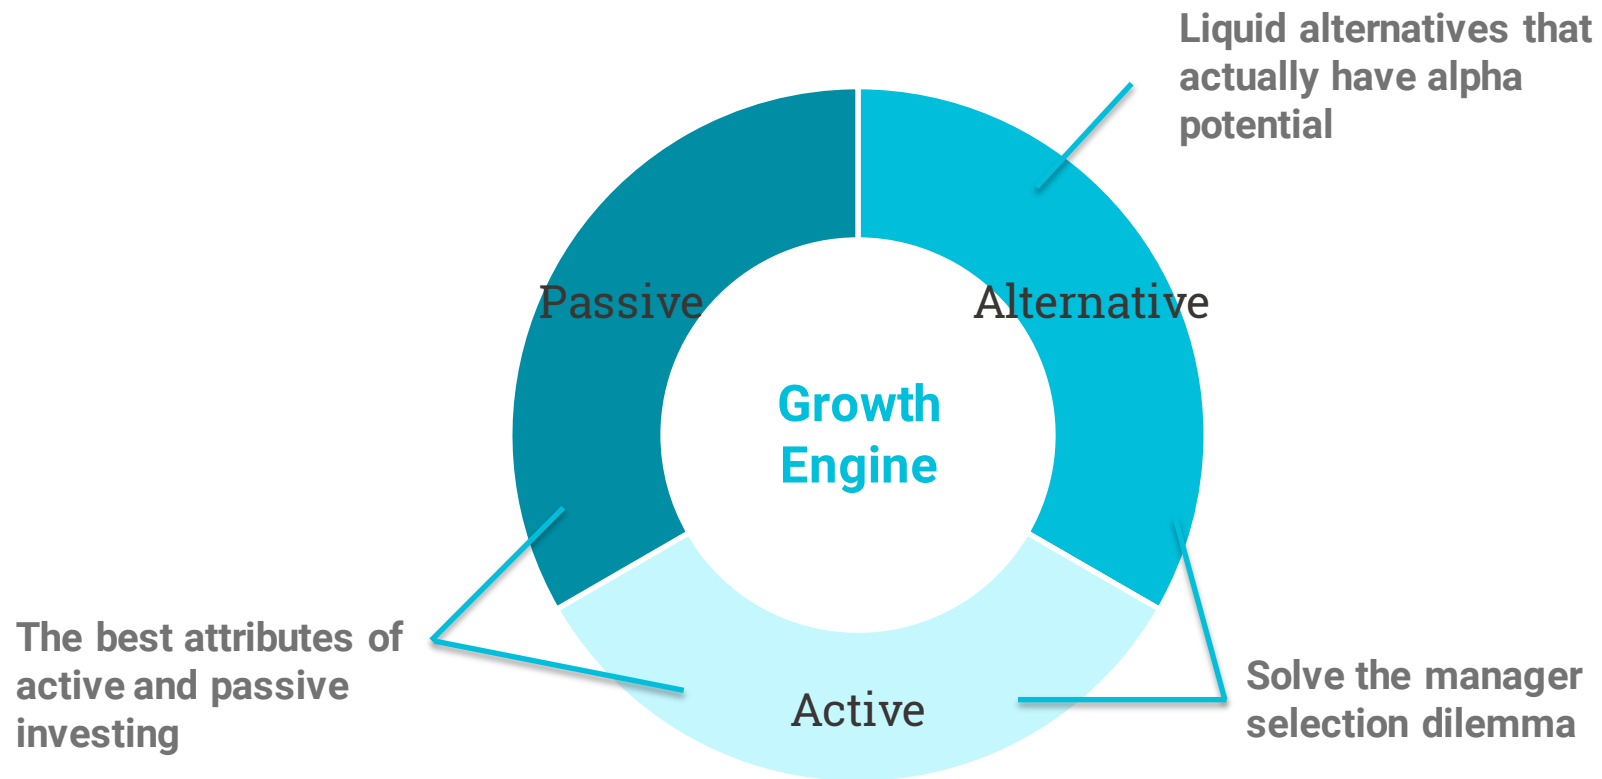 Liquid alternatives that
actually have alpha
potential
Passive
Alternative
Growth
Engine
The best attributes of
active and passive
investing
Active
Solve the manager
selection dilemma